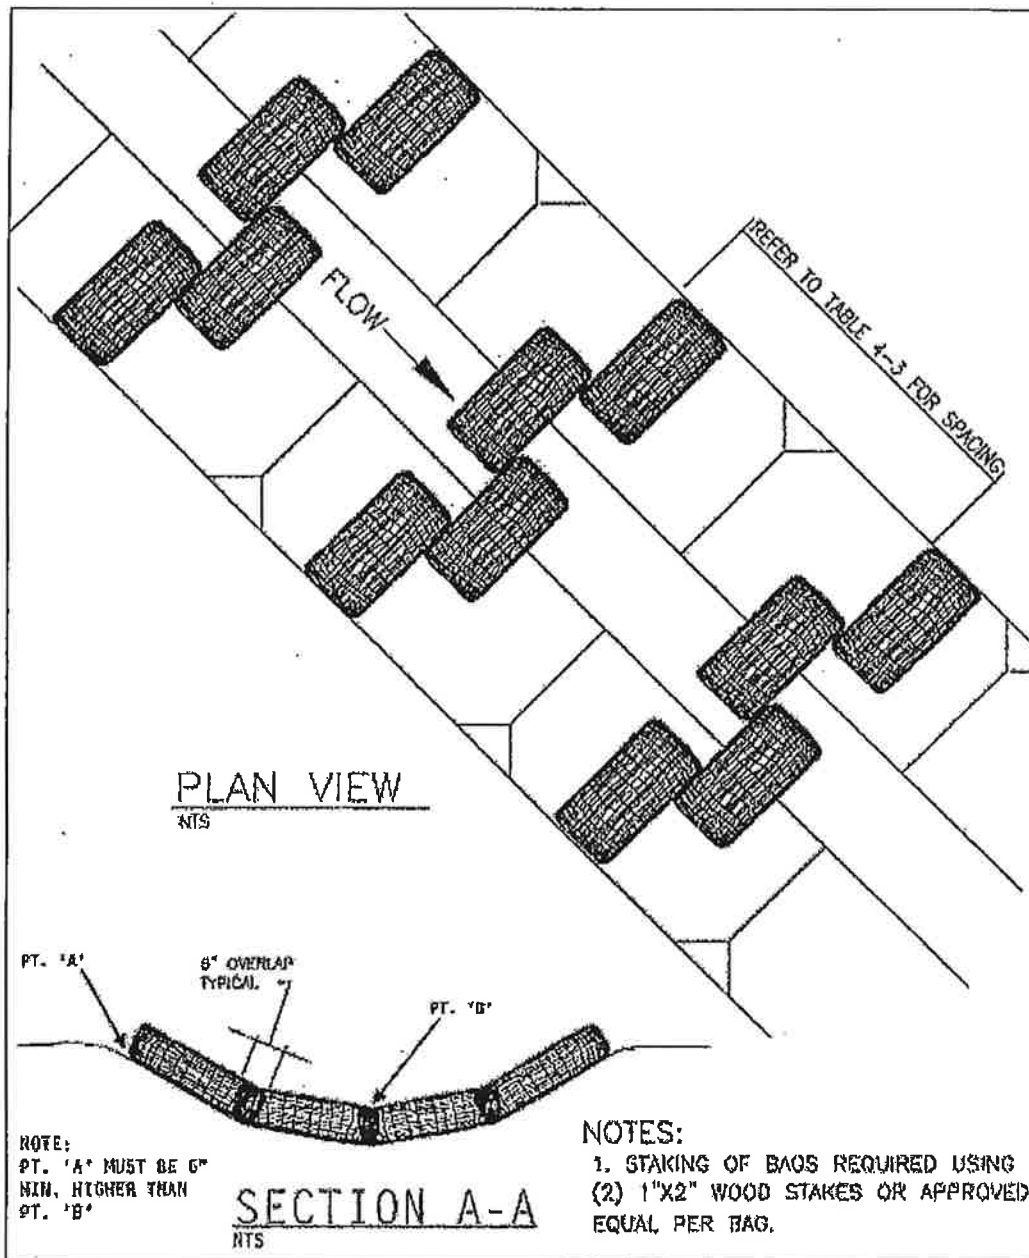 FLOW
REFER TO TABLE 4-3 FOR SPACING
PLAN VIEW
NTS
PT. 'A'
6" OVERLAP
TYPICAL
PT. 'B'
NOTE:
PT. 'A' MUST BE 6"
MIN. HIGHER THAN
PT. 'B'
SECTION A-A
NTS
NOTES:
1. STAKING OF BAGS REQUIRED USING
(2) 1"X2" WOOD STAKES OR APPROVED
EQUAL PER BAG.